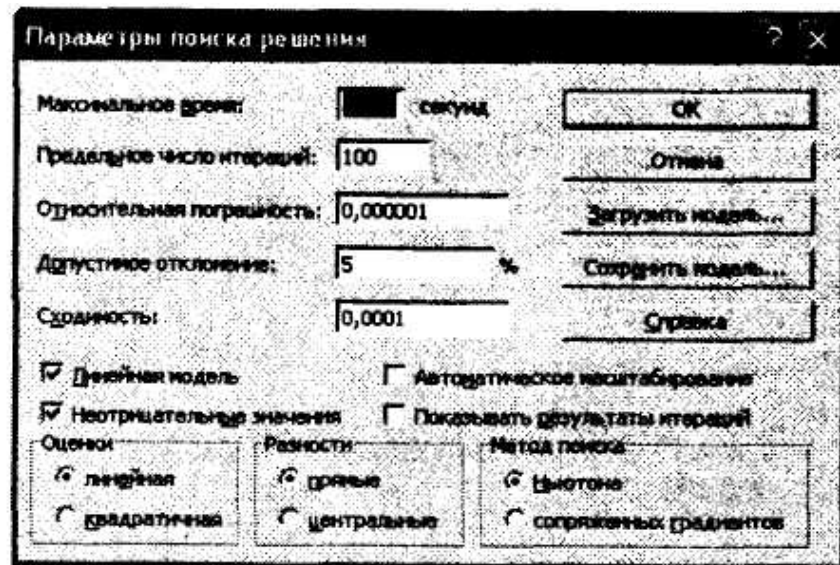 Параметры поиска решения
Максимальное время: секунд
ОК
Предельное число итераций: 100
Отмена
Относительная погрешность: 0,000001
Загрузить модель...
Допустимое отклонение: 5 %
Сохранить модель...
Сходимость: 0,0001
Справка
Линейная модель
Автоматическое масштабирование
Неотрицательные значения
Показывать результаты итераций
Оценки
Разности
Метод поиска
линейная
прямые
Ньютона
квадратичная
центральные
сопряженных градиентов